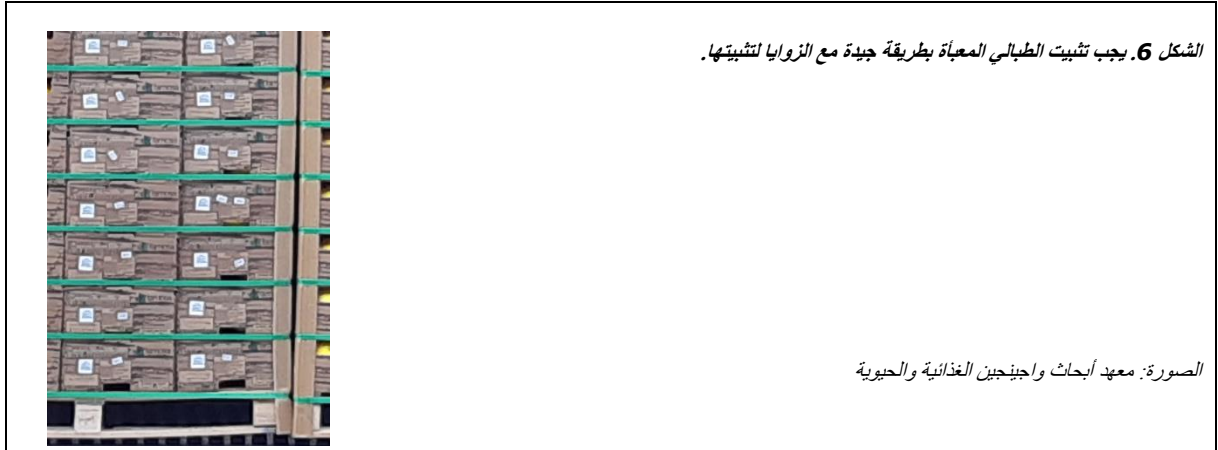 الشكل 6. يجب تثبيت الطبالي المعبأة بطريقة جيدة مع الزوايا لتثبيتها.
الصورة: معهد أبحاث واجينجين الغذائية والحيوية